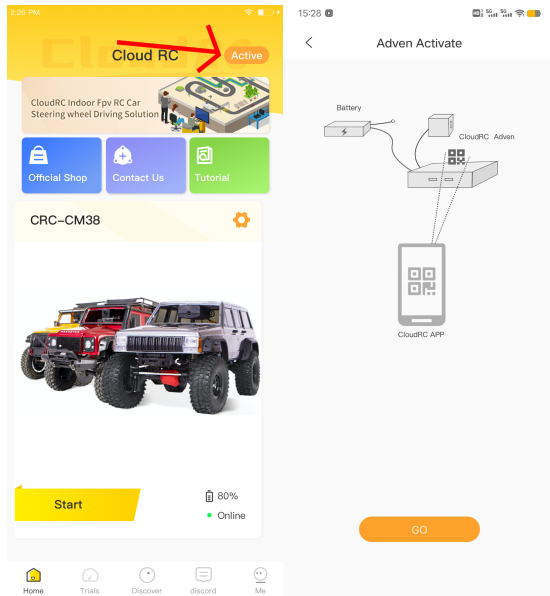 2:28 PM
Cloud RC
Active
CloudRC Indoor Fpv RC Car
Steering wheel Driving Solution
Official Shop
Contact Us
Tutorial
CRC-CM38
Start
80%
Online
Home
Trials
Discover
discord
Me
15:28
Adven Activate
Battery
CloudRC Adven
CloudRC APP
GO